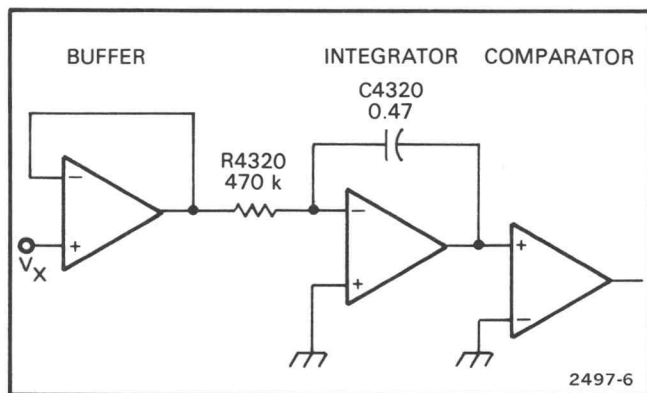 BUFFER
INTEGRATOR
COMPARATOR
C4320
0.47
R4320
470 k
−
+
VX
−
+
+
−
2497-6